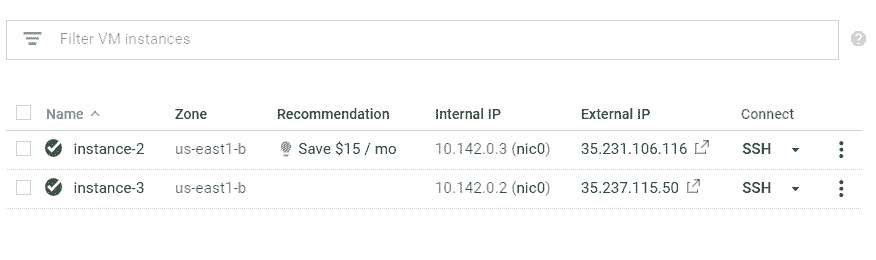 Filter VM instances
Name Zone Recommendation Internal IP External IP Connect
instance-2 us-east1-b Save $15 / mo 10.142.0.3 (nic0) 35.231.106.116 SSH
instance-3 us-east1-b 10.142.0.2 (nic0) 35.237.115.50 SSH